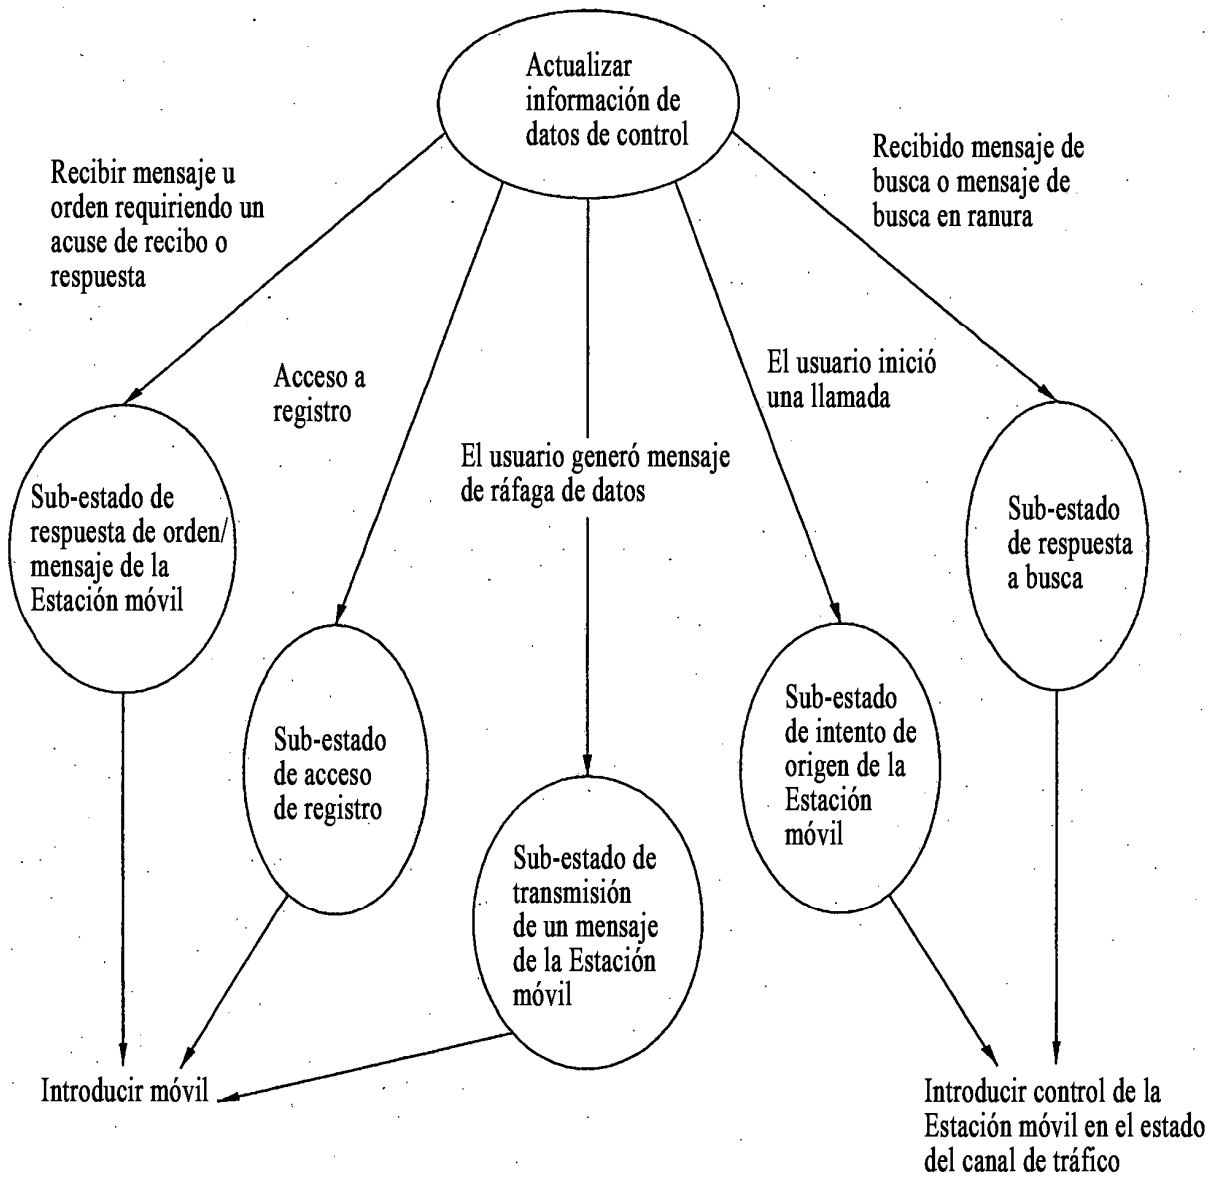 Actualizar
información de
datos de control
Recibir mensaje u
orden requiriendo un
acuse de recibo o
respuesta
Recibido mensaje de
busca o mensaje de
busca en ranura
Acceso a
registro
El usuario inició
una llamada
El usuario generó mensaje
de ráfaga de datos
Sub-estado de
respuesta de orden/
mensaje de la
Estación móvil
Sub-estado
de respuesta
a busca
Sub-estado
de acceso
de registro
Sub-estado
de intento de
origen de la
Estación
móvil
Sub-estado de
transmisión
de un mensaje
de la Estación
móvil
Introducir móvil
Introducir control de la
Estación móvil en el estado
del canal de tráfico